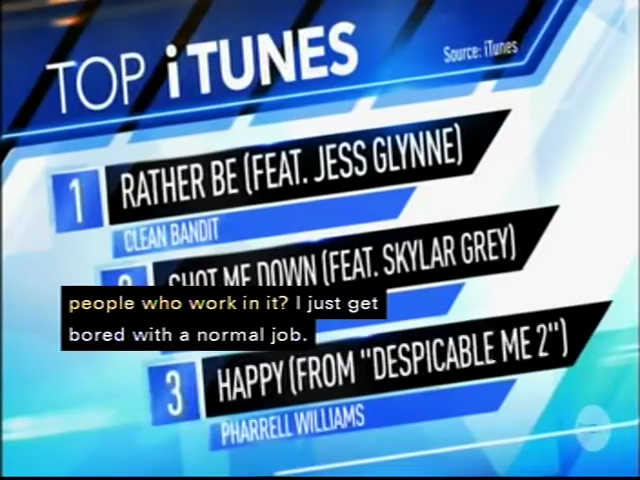 TOP iTUNES
Source: iTunes
1
RATHER BE (FEAT. JESS GLYNNE)
CLEAN BANDIT
SHOT ME DOWN (FEAT. SKYLAR GREY)
people who work in it? I just get
bored with a normal job.
3
HAPPY (FROM "DESPICABLE ME 2")
PHARRELL WILLIAMS